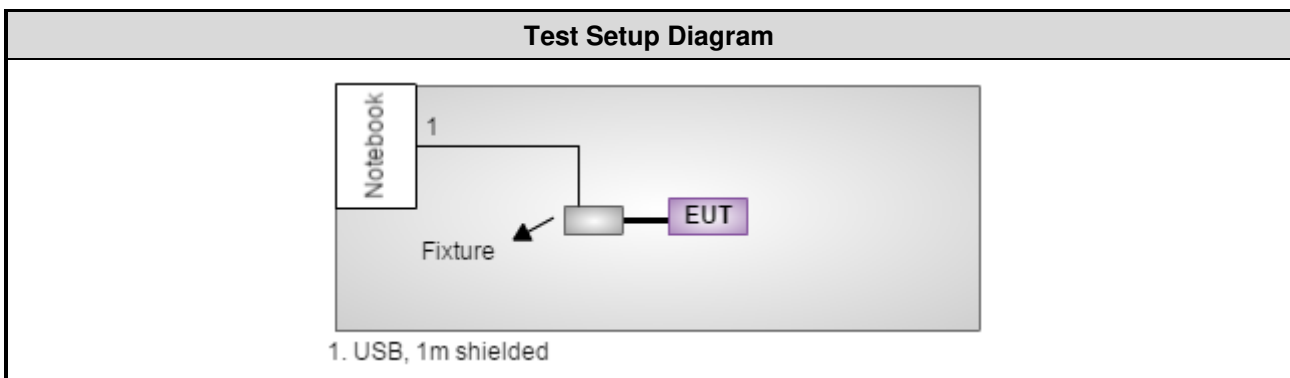 Test Setup Diagram
Notebook
1
EUT
Fixture
1. USB, 1m shielded